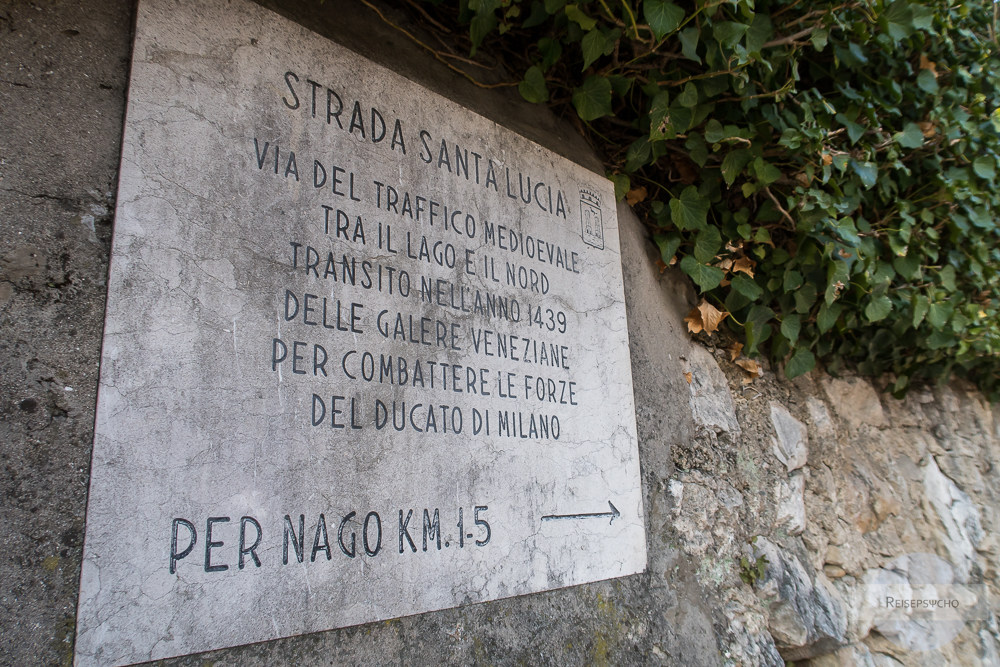 STRADA SANTA LUCIA
VIA DEL TRAFFICO MEDIOEVALE
TRA IL LAGO E IL NORD
TRANSITO NELL'ANNO 1439
DELLE GALERE VENEZIANE
PER COMBATTERE LE FORZE
DEL DUCATO DI MILANO
PER NAGO KM. 1-5
REISEPSΨCHO